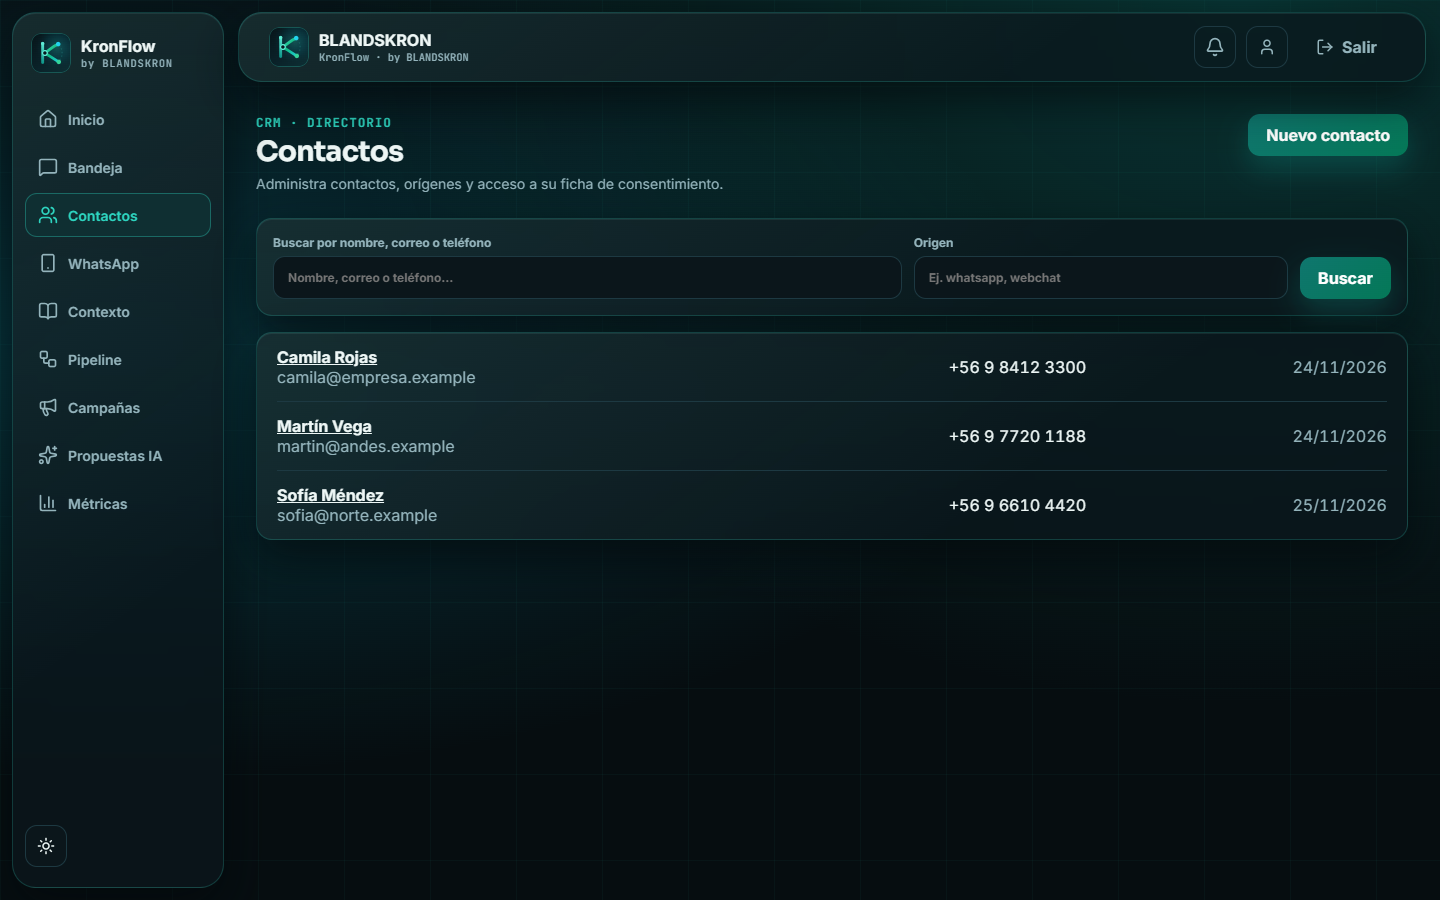 KronFlow
by BLANDSKRON
Inicio
Bandeja
Contactos
WhatsApp
Contexto
Pipeline
Campañas
Propuestas IA
Métricas
BLANDSKRON
KronFlow · by BLANDSKRON
Salir
CRM · DIRECTORIO
Contactos
Administra contactos, orígenes y acceso a su ficha de consentimiento.
Nuevo contacto
Buscar por nombre, correo o teléfono
Nombre, correo o teléfono...
Origen
Ej. whatsapp, webchat
Buscar
Camila Rojas
camila@empresa.example
+56 9 8412 3300
24/11/2026
Martín Vega
martin@andes.example
+56 9 7720 1188
24/11/2026
Sofía Méndez
sofia@norte.example
+56 9 6610 4420
25/11/2026